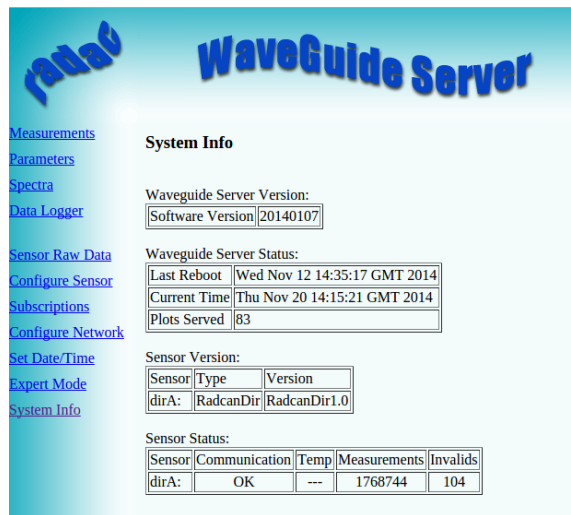 radac
WaveGuide Server
Measurements
Parameters
Spectra
Data Logger
Sensor Raw Data
Configure Sensor
Subscriptions
Configure Network
Set Date/Time
Expert Mode
System Info
System Info
Waveguide Server Version:
Software Version 20140107
Waveguide Server Status:
Last Reboot Wed Nov 12 14:35:17 GMT 2014
Current Time Thu Nov 20 14:15:21 GMT 2014
Plots Served 83
Sensor Version:
Sensor Type Version
dirA: RadcanDir RadcanDir1.0
Sensor Status:
Sensor Communication Temp Measurements Invalids
dirA: OK --- 1768744 104